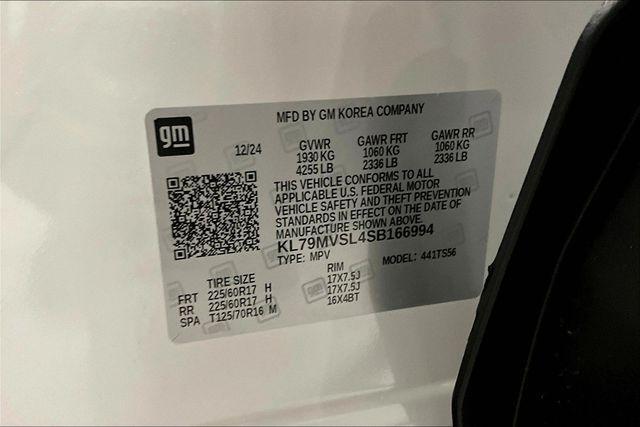 gm
MFD BY GM KOREA COMPANY
12/24
GVWR GAWR FRT GAWR RR
1930 KG 1060 KG 1060 KG
4255 LB 2336 LB 2336 LB
THIS VEHICLE CONFORMS TO ALL
APPLICABLE U.S. FEDERAL MOTOR
VEHICLE SAFETY AND THEFT PREVENTION
STANDARDS IN EFFECT ON THE DATE OF
MANUFACTURE SHOWN ABOVE.
KL79MVSL4SB166994
TYPE: MPV MODEL: 441TS56
TIRE SIZE RIM
FRT 225/60R17 H 17X7.5J
RR 225/60R17 H 17X7.5J
SPA T125/70R16 M 16X4BT